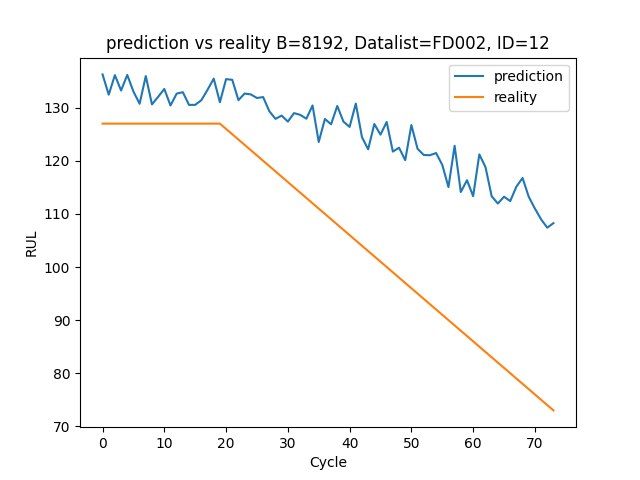 prediction vs reality B=8192, Datalist=FD002, ID=12
prediction
reality
RUL
130
120
110
100
90
80
70
0 10 20 30 40 50 60 70
Cycle